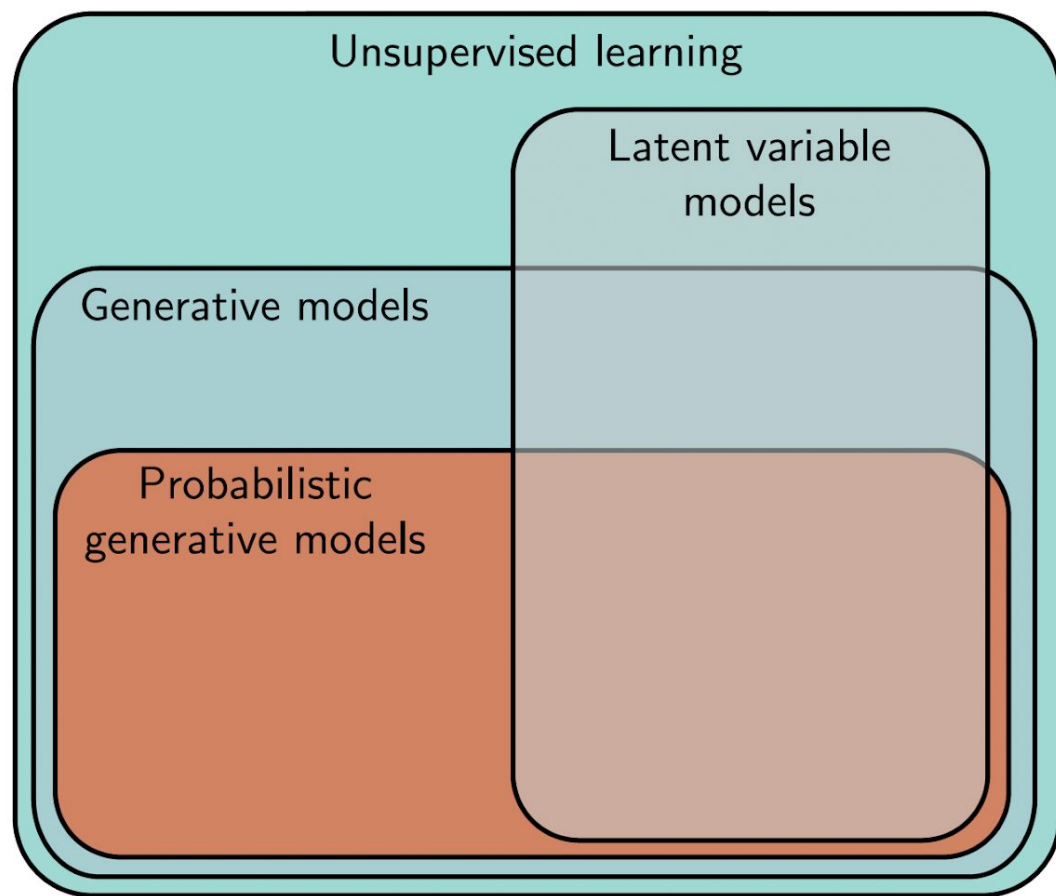 Unsupervised learning
Latent variable
models
Generative models
Probabilistic
generative models